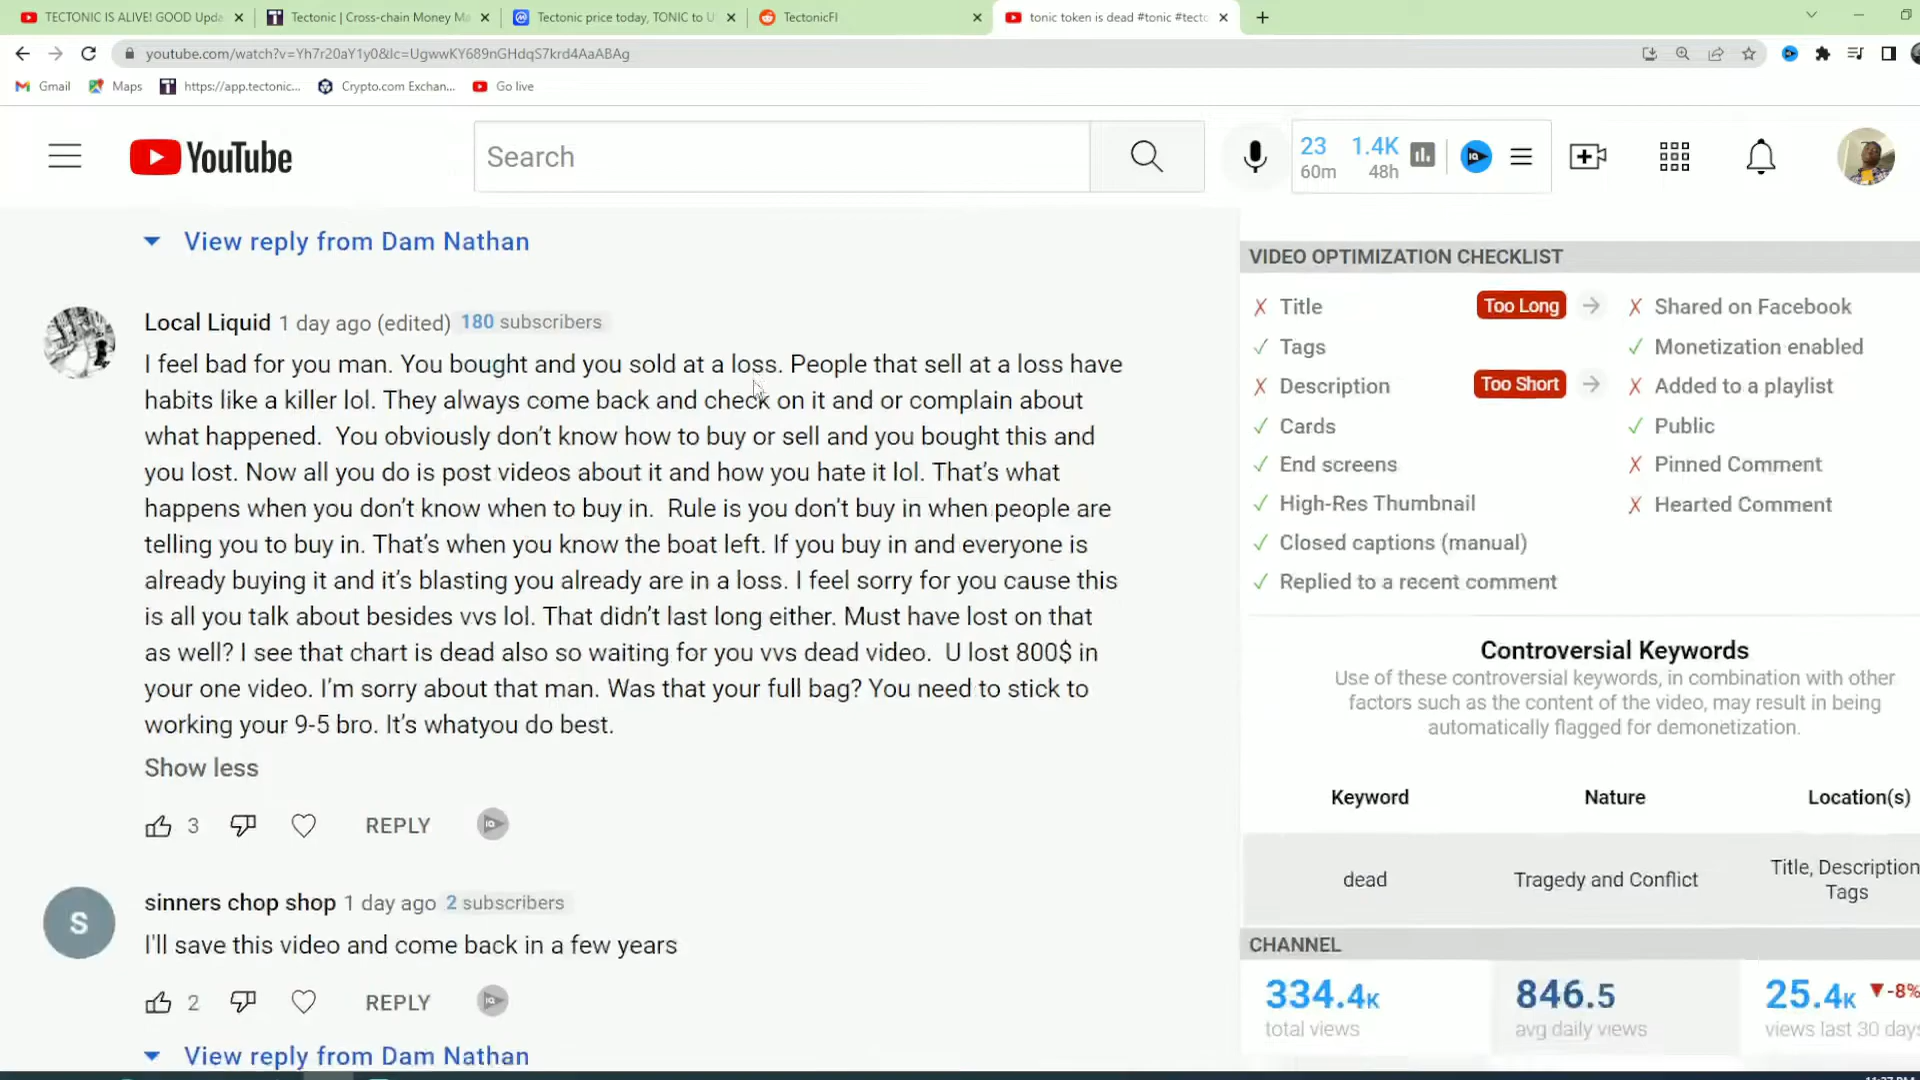 TECTONIC IS ALIVE! GOOD Upda
Tectonic | Cross-chain Money Ma
Tectonic price today, TONIC to U
TectonicFI
tonic token is dead #tonic #tecto
youtube.com/watch?v=Yh7r20aY1y0&lc=UgwwKY689nGHdqS7krd4AaABAg
Gmail
Maps
https://app.tectonic...
Crypto.com Exchan...
Go live
YouTube
Search
23 1.4K
60m 48h
View reply from Dam Nathan
Local Liquid 1 day ago (edited) 180 subscribers
I feel bad for you man. You bought and you sold at a loss. People that sell at a loss have
habits like a killer lol. They always come back and check on it and or complain about
what happened.  You obviously don't know how to buy or sell and you bought this and
you lost. Now all you do is post videos about it and how you hate it lol. That's what
happens when you don't know when to buy in.  Rule is you don't buy in when people are
telling you to buy in. That's when you know the boat left. If you buy in and everyone is
already buying it and it's blasting you already are in a loss. I feel sorry for you cause this
is all you talk about besides vvs lol. That didn't last long either. Must have lost on that
as well? I see that chart is dead also so waiting for you vvs dead video.  U lost 800$ in
your one video. I'm sorry about that man. Was that your full bag? You need to stick to
working your 9-5 bro. It's whatyou do best.
Show less
3 REPLY
sinners chop shop 1 day ago 2 subscribers
S
I'll save this video and come back in a few years
2 REPLY
View reply from Dam Nathan
VIDEO OPTIMIZATION CHECKLIST
Title Too Long
Tags
Description Too Short
Cards
End screens
High-Res Thumbnail
Closed captions (manual)
Replied to a recent comment
Shared on Facebook
Monetization enabled
Added to a playlist
Public
Pinned Comment
Hearted Comment
Controversial Keywords
Use of these controversial keywords, in combination with other
factors such as the content of the video, may result in being
automatically flagged for demonetization.
Keyword Nature Location(s)
dead Tragedy and Conflict Title, Description
Tags
CHANNEL
334.4K 846.5 25.4K ▼-8%
total views avg daily views views last 30 days